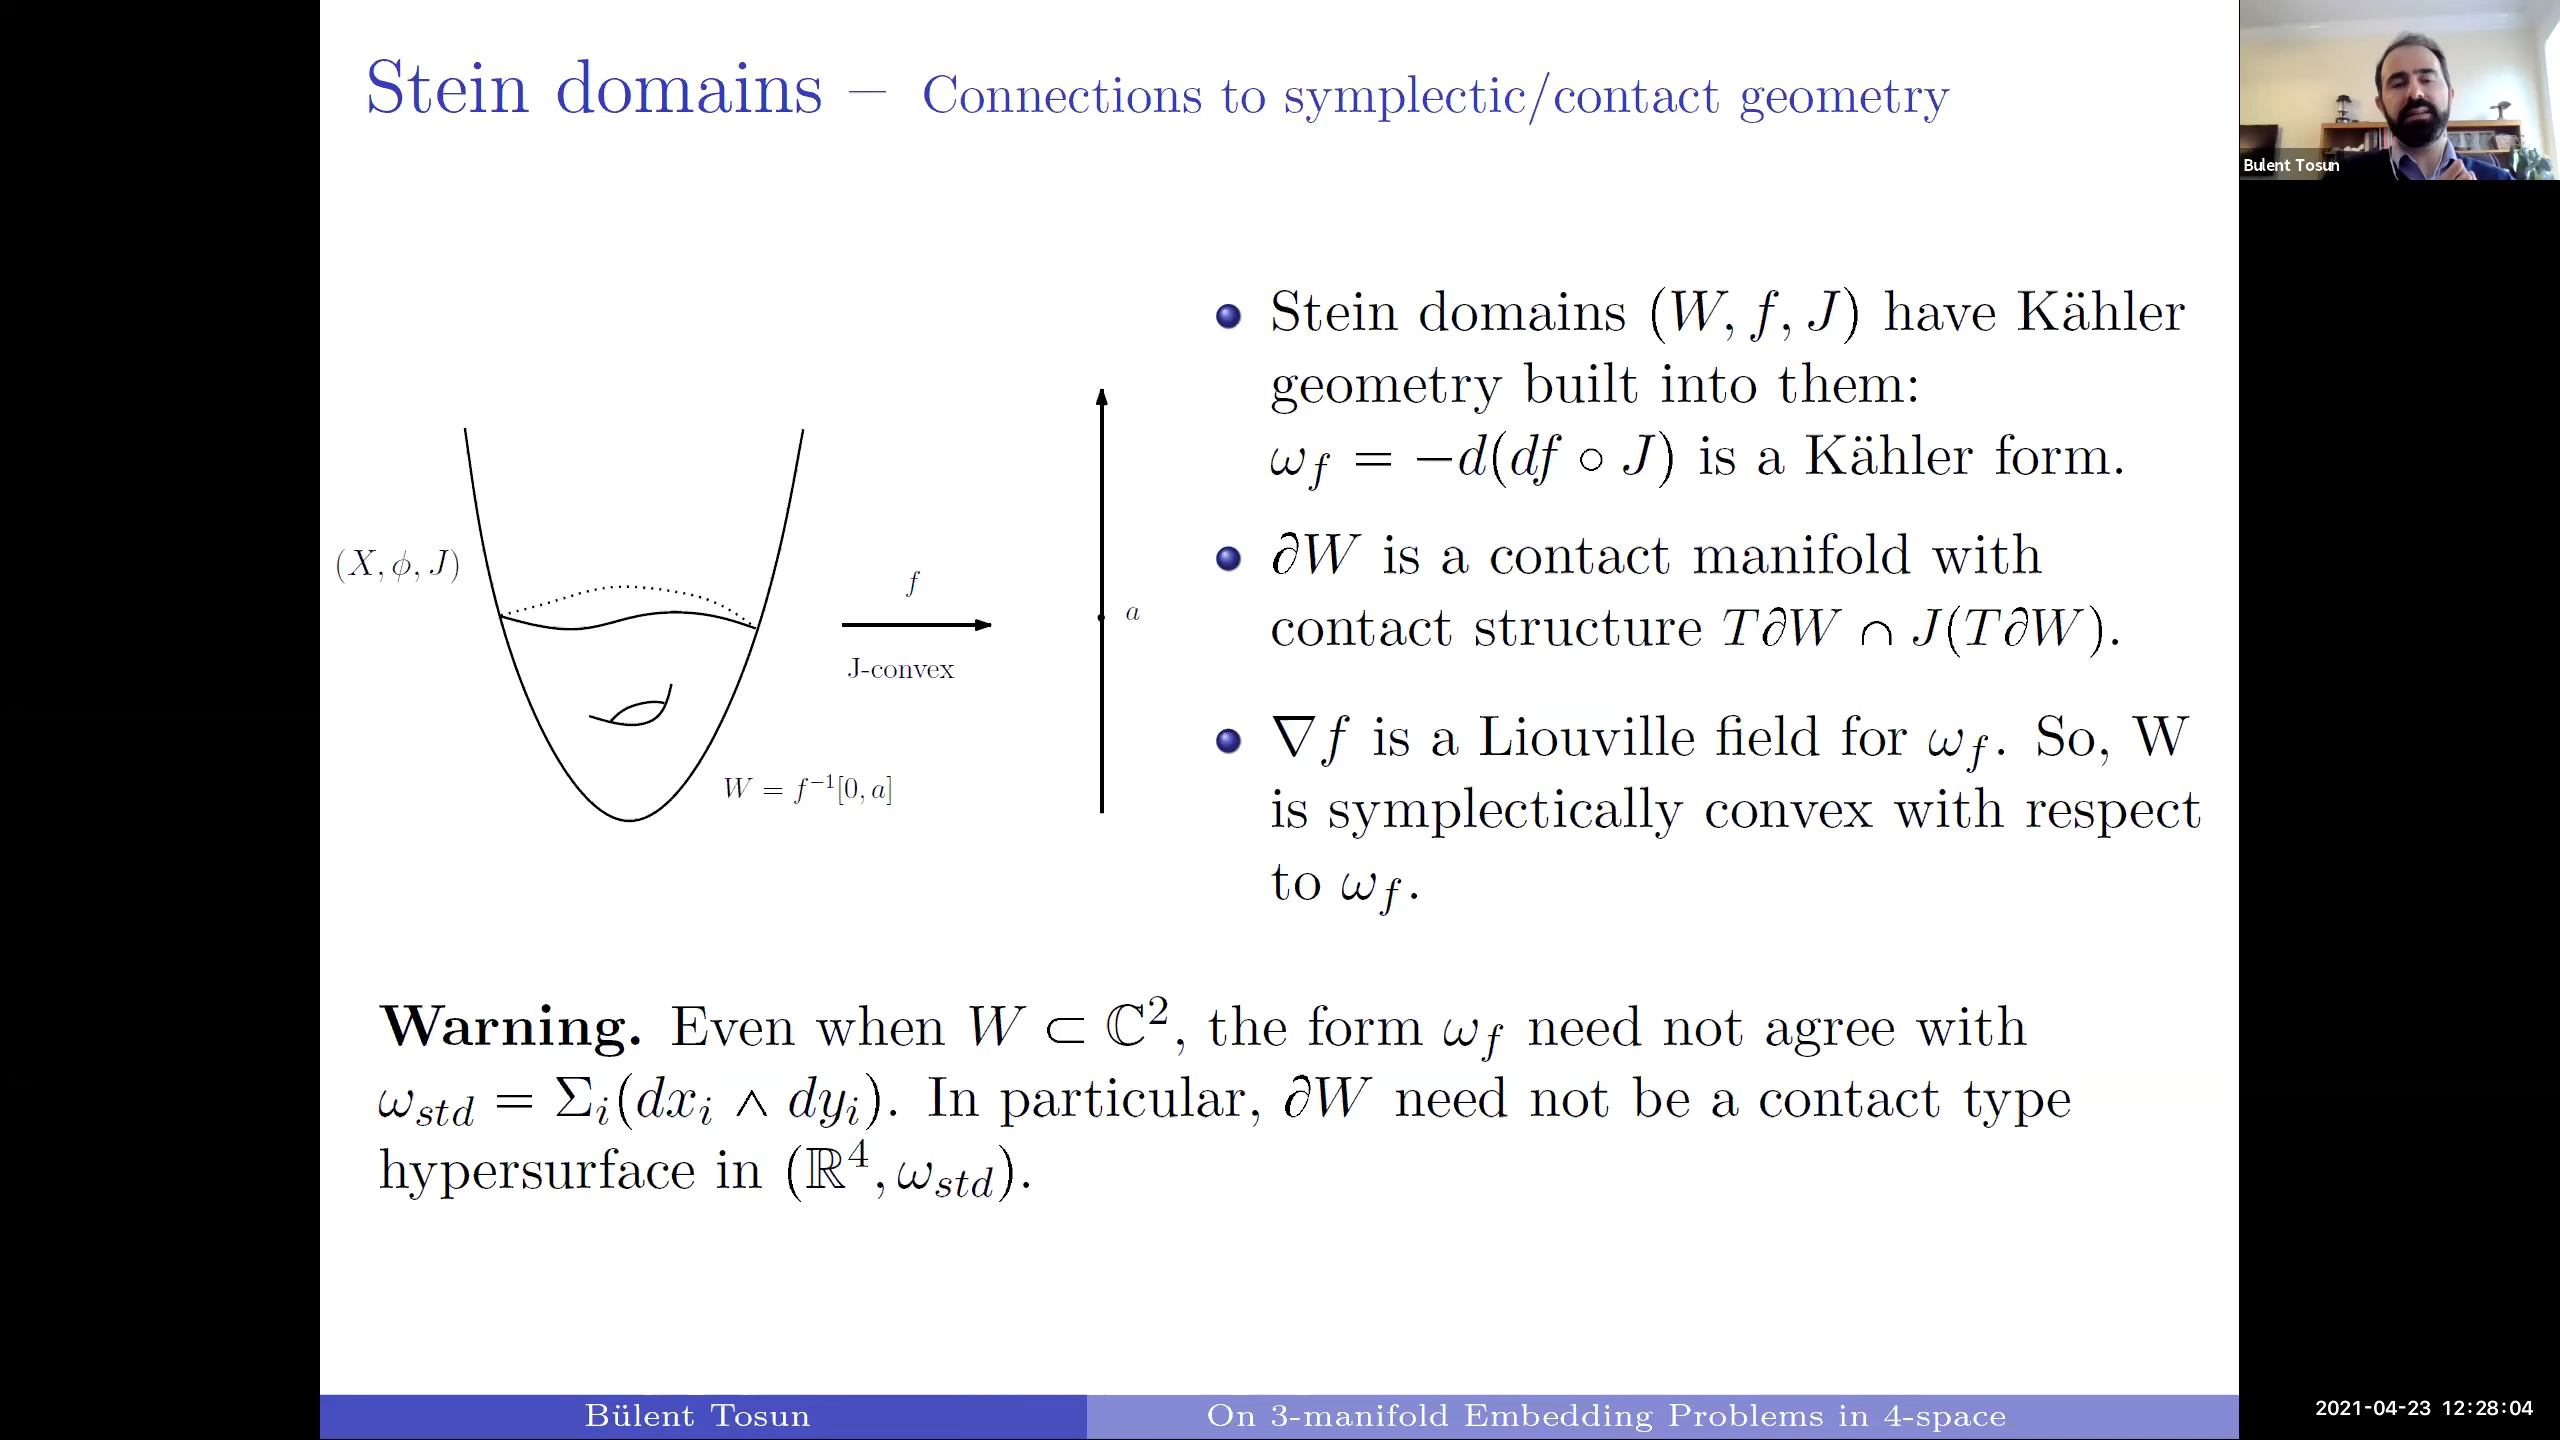 Stein domains – Connections to symplectic/contact geometry
Bulent Tosun
(X, ϕ, J)
f
J-convex
a
W = f⁻¹[0, a]
• Stein domains (W, f, J) have Kähler
geometry built into them:
ω_f = −d(df ∘ J) is a Kähler form.
• ∂W is a contact manifold with
contact structure T∂W ∩ J(T∂W).
• ∇f is a Liouville field for ω_f. So, W
is symplectically convex with respect
to ω_f.
Warning. Even when W ⊂ ℂ², the form ω_f need not agree with
ω_std = Σ_i(dx_i ∧ dy_i). In particular, ∂W need not be a contact type
hypersurface in (ℝ⁴, ω_std).
Bülent Tosun
On 3-manifold Embedding Problems in 4-space
2021-04-23 12:28:04